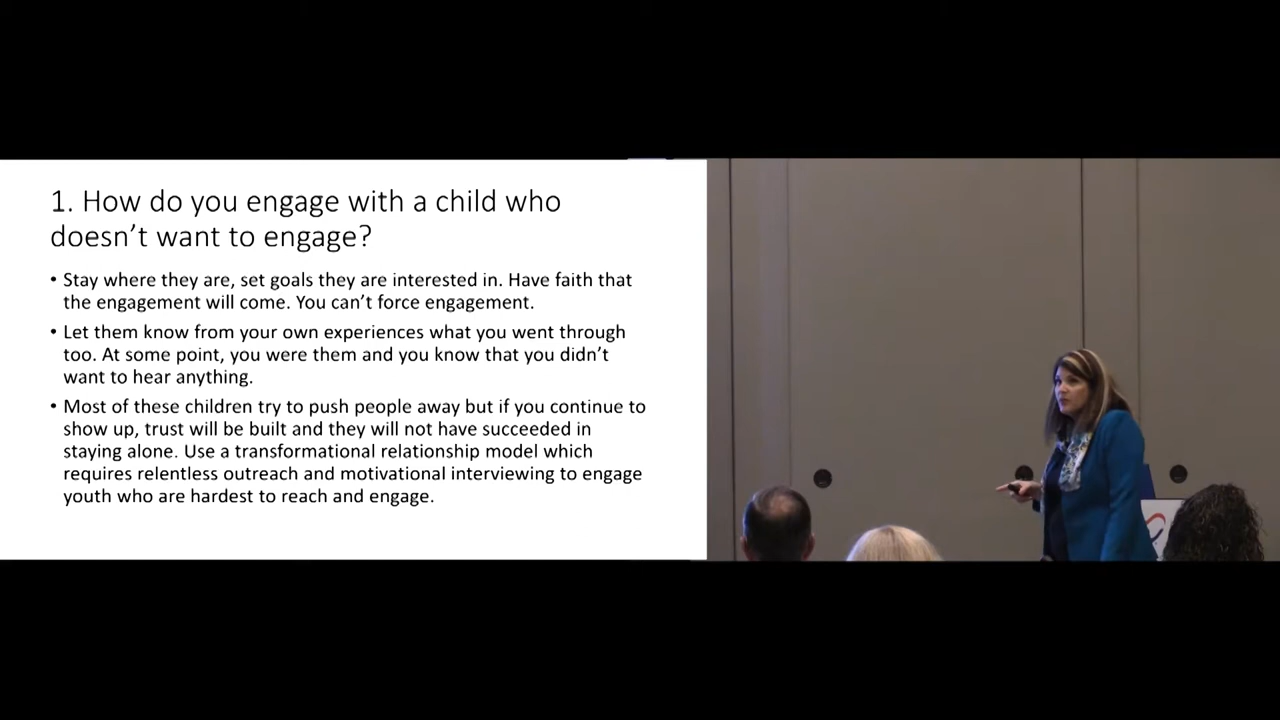 1. How do you engage with a child who
doesn’t want to engage?
• Stay where they are, set goals they are interested in. Have faith that
the engagement will come. You can’t force engagement.
• Let them know from your own experiences what you went through
too. At some point, you were them and you know that you didn’t
want to hear anything.
• Most of these children try to push people away but if you continue to
show up, trust will be built and they will not have succeeded in
staying alone. Use a transformational relationship model which
requires relentless outreach and motivational interviewing to engage
youth who are hardest to reach and engage.